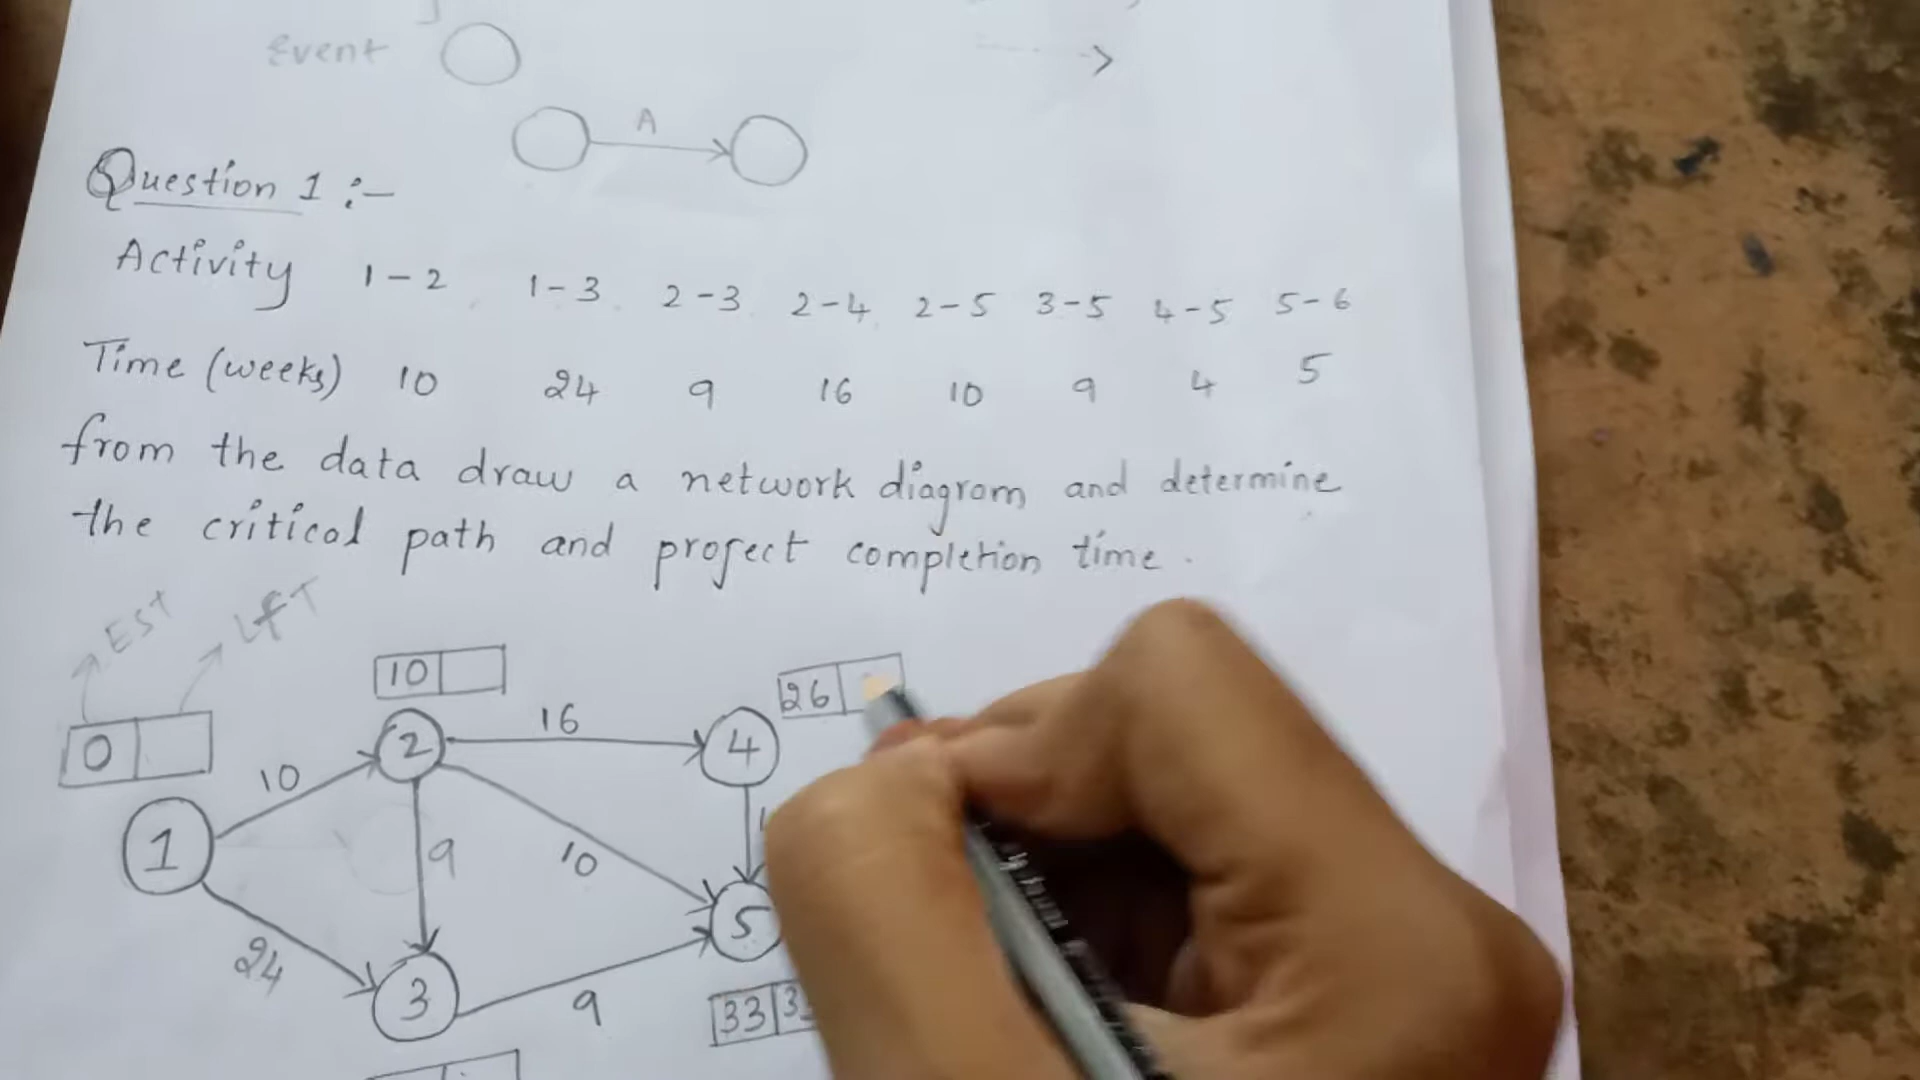 Event
A
Question 1 :-
Activity 1-2 1-3 2-3 2-4 2-5 3-5 4-5 5-6
Time (weeks) 10 24 9 16 10 9 4 5
from the data draw a network diagram and determine
the critical path and project completion time.
EST LFT
10
26
16
0
2
4
10
1
9
10
5
24
3
9
33